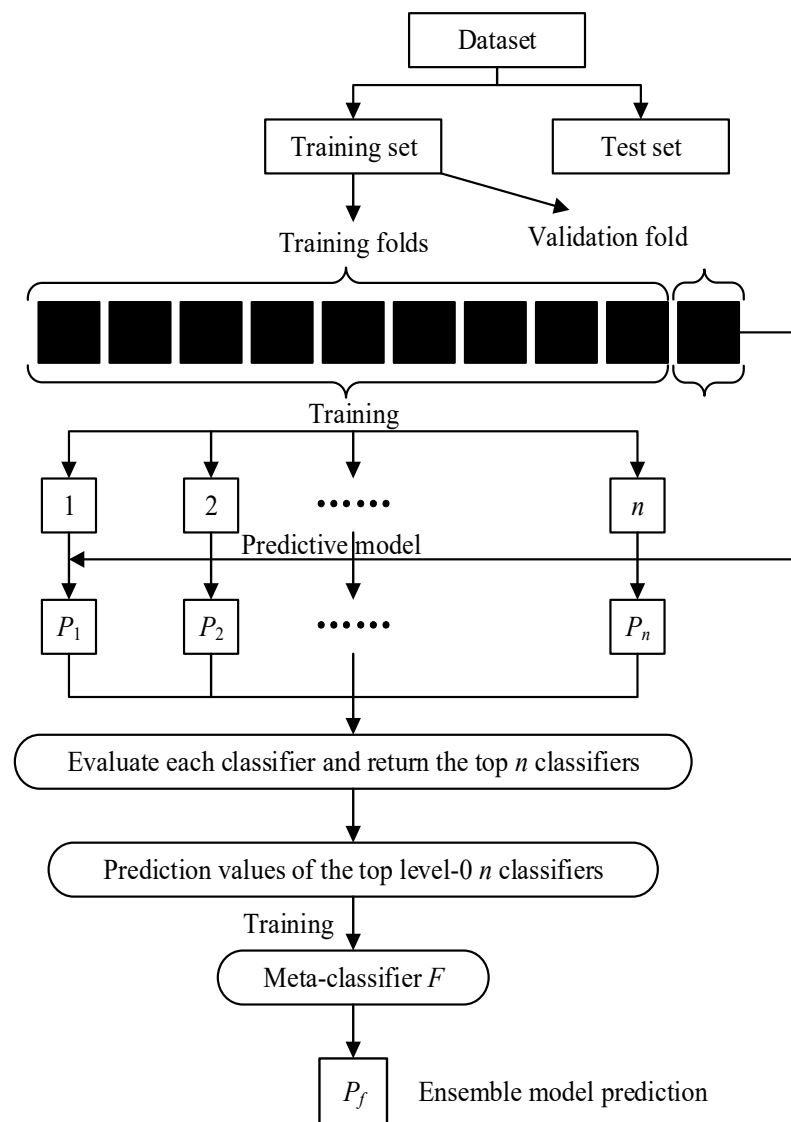 Dataset
Training set
Test set
Training folds
Validation fold
Training
1
2
••••••
n
Predictive model
P1
P2
••••••
Pn
Evaluate each classifier and return the top n classifiers
Prediction values of the top level-0 n classifiers
Training
Meta-classifier F
Pf
Ensemble model prediction